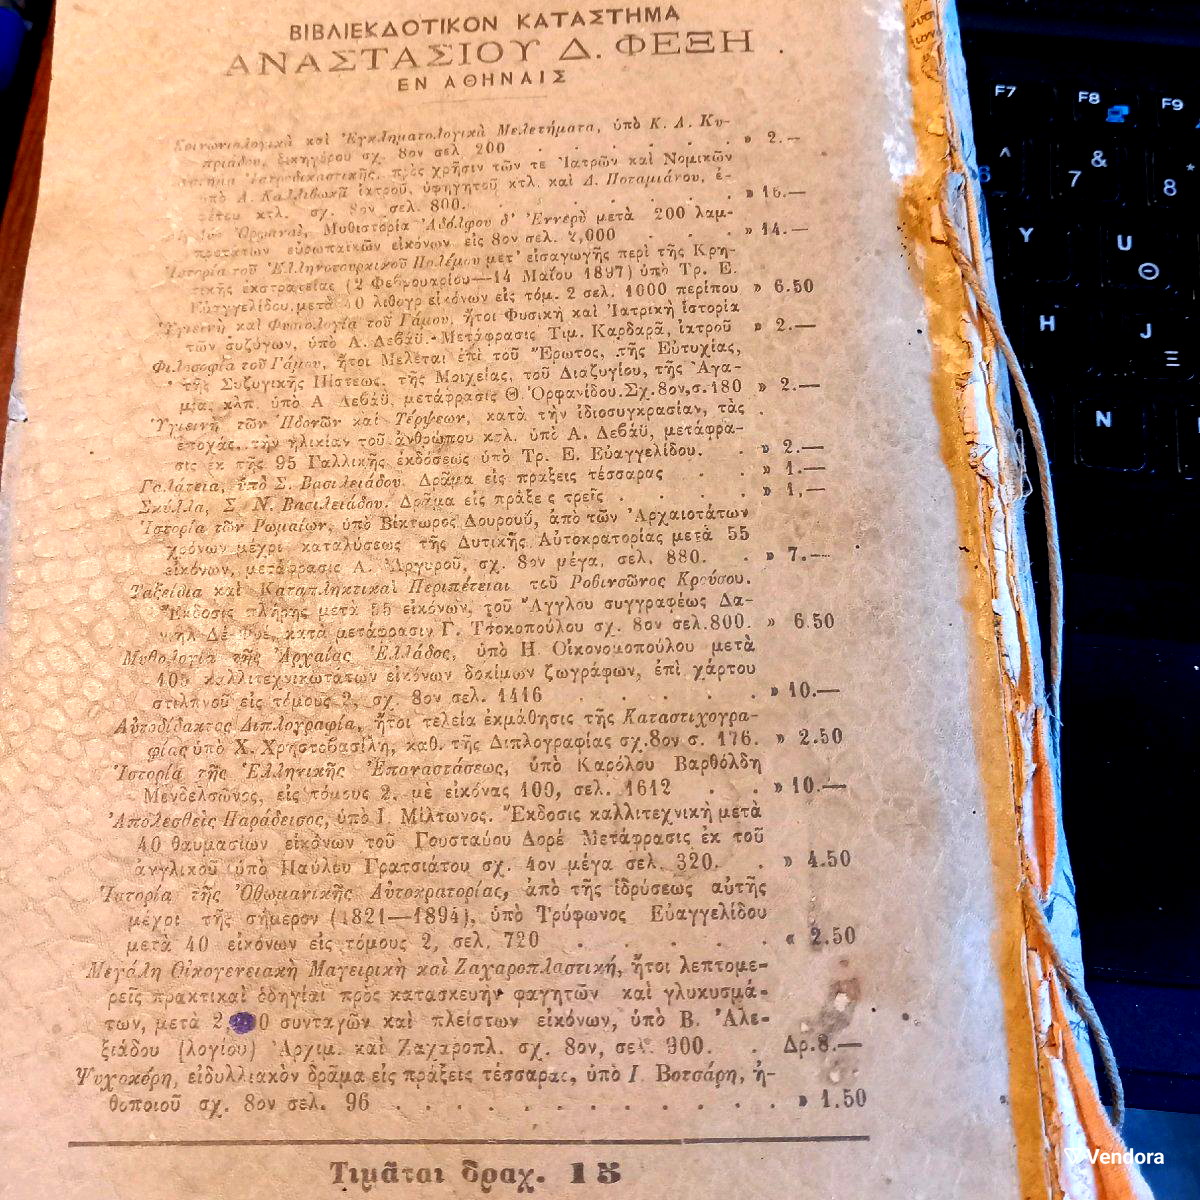 ΒΙΒΛΙΕΚΔΟΤΙΚΟΝ ΚΑΤΑΣΤΗΜΑ
ΑΝΑΣΤΑΣΙΟΥ Δ. ΦΕΞΗ
ΕΝ ΑΘΗΝΑΙΣ
Κοινωνιολογικὰ καὶ Ἐγκληματολογικὰ Μελετήματα, ὑπὸ Κ. Δ. Κυ-
πριάδου, δικηγόρου σχ. 8ον σελ 200 . . . . . . » 2.—
Ἰατροδικαστικῆς, πρὸς χρῆσιν τῶν τε Ἰατρῶν καὶ Νομικῶν
ὑπὸ Α. Καλλιβωκᾶ ἰατροῦ, ὑφηγητοῦ κτλ. καὶ Δ. Ποταμιάνου, ἐ-
φέτου κτλ. σχ. 8ον σελ. 800. . . . . . . » 16.—
Ὀρφαναί, Μυθιστορία Ἀδόλφου δ' Ἐννερὺ μετὰ 200 λαμ-
προτάτων εὐρωπαϊκῶν εἰκόνων εἰς 8ον σελ. 2,000 . . . » 14.—
Ἱστορία τοῦ Ἑλληνοτουρκικοῦ Πολέμου μετ' εἰσαγωγῆς περὶ τῆς Κρη-
τικῆς ἐκστρατείας (2 Φεβρουαρίου—14 Μαΐου 1897) ὑπὸ Τρ. Ε.
Εὐαγγελίδου, μετὰ 40 λιθογρ εἰκόνων εἰς τόμ. 2 σελ. 1000 περίπου » 6.50
Ὑγιεινὴ καὶ Φυσιολογία τοῦ Γάμου, ἤτοι Φυσικὴ καὶ Ἰατρικὴ ἱστορία
τῶν συζύγων, ὑπὸ Α. Δεβάϋ. Μετάφρασις Τιμ. Καρδαρᾶ, ἰατροῦ » 2.—
Φιλοσοφία τοῦ Γάμου, ἤτοι Μελέται ἐπὶ τοῦ Ἔρωτος, τῆς Εὐτυχίας,
τῆς Συζυγικῆς Πίστεως, τῆς Μοιχείας, τοῦ Διαζυγίου, τῆς Ἀγα-
μίας κλπ. ὑπὸ Α Δεβάϋ, μετάφρασις Θ Ὀρφανίδου.Σχ.8ον,σ.180 » 2.—
Ὑγιεινὴ τῶν Ἡδονῶν καὶ Τέρψεων, κατὰ τὴν ἰδιοσυγκρασίαν, τὰς
ἐποχάς, τὴν ἡλικίαν τοῦ ἀνθρώπου κτλ. ὑπὸ Α. Δεβάϋ, μετάφρα-
σις ἐκ τῆς 95 Γαλλικῆς ἐκδόσεως ὑπὸ Τρ. Ε. Εὐαγγελίδου. . » 2.—
Γαλάτεια, ὑπὸ Σ. Βασιλειάδου. Δρᾶμα εἰς πράξεις τέσσαρας . . » 1.—
Σκύλλα, Σ. Ν. Βασιλειάδου. Δρᾶμα εἰς πράξε ς τρεῖς . . . . » 1,—
Ἱστορία τῶν Ρωμαίων, ὑπὸ Βίκτωρος Δουρουΰ, ἀπὸ τῶν Ἀρχαιοτάτων
χρόνων μέχρι καταλύσεως τῆς Δυτικῆς Αὐτοκρατορίας μετὰ 55
εἰκόνων, μετάφρασις Α. Ἀργυροῦ, σχ. 8ον μέγα, σελ. 880. . » 7.—
Ταξείδια καὶ Καταπληκτικαὶ Περιπέτειαι τοῦ Ροβινσῶνος Κρούσου.
Ἔκδοσις πλήρης μετὰ 55 εἰκόνων, τοῦ Ἄγγλου συγγραφέως Δα-
νιὴλ Δὲ Φόε, κατὰ μετάφρασιν Γ. Τσοκοπούλου σχ. 8ον σελ.800. » 6.50
Μυθολογία τῆς Ἀρχαίας Ἑλλάδος, ὑπὸ Η Οἰκονομοπούλου μετὰ
405 καλλιτεχνικωτάτων εἰκόνων δοκίμων ζωγράφων, ἐπὶ χάρτου
στιλπνοῦ εἰς τόμους 2, σχ. 8ον σελ. 1416 . . . . . » 10.—
Αὐτοδίδακτος Διπλογραφία, ἤτοι τελεία ἐκμάθησις τῆς Καταστιχογρα-
φίας ὑπὸ Χ. Χρηστοβασίλη, καθ. τῆς Διπλογραφίας σχ.8ον σ. 176. » 2.50
Ἱστορία τῆς Ἑλληνικῆς Ἐπαναστάσεως, ὑπὸ Καρόλου Βαρθόλδη
Μένδελσῶνος, εἰς τόμους 2, μὲ εἰκόνας 100, σελ. 1612 . . » 10.—
Ἀπολεσθεὶς Παράδεισος, ὑπὸ Ι. Μίλτωνος. Ἔκδοσις καλλιτεχνικὴ μετὰ
40 θαυμασίων εἰκόνων τοῦ Γουσταύου Δορέ Μετάφρασις ἐκ τοῦ
ἀγγλικοῦ ὑπὸ Παύλου Γρατσιάτου σχ. 4ον μέγα σελ. 320. . » 4.50
Ἱστορία τῆς Ὀθωμανικῆς Αὐτοκρατορίας, ἀπὸ τῆς ἱδρύσεως αὐτῆς
μέχρι τῆς σήμερον (1821—1894), ὑπὸ Τρύφωνος Εὐαγγελίδου
μετὰ 40 εἰκόνων εἰς τόμους 2, σελ. 720 . . . . . « 2.50
Μεγάλη Οἰκογενειακὴ Μαγειρικὴ καὶ Ζαχαροπλαστική, ἤτοι λεπτομε-
ρεῖς πρακτικαὶ ὁδηγίαι πρὸς κατασκευὴν φαγητῶν καὶ γλυκυσμά-
των, μετὰ συνταγῶν καὶ πλείστων εἰκόνων, ὑπὸ Β. Ἀλε-
ξιάδου (λογίου) Ἀρχιμ. καὶ Ζαχαροπλ. σχ. 8ον, σελ. 900. . Δρ.8.—
Ψυχοκόρη, εἰδυλλιακὸν δρᾶμα εἰς πράξεις τέσσαρας, ὑπὸ Ι. Βοτσάρη, ἠ-
θοποιοῦ σχ. 8ον σελ. 96 . . . . . . . . . . » 1.50
Τιμᾶται δραχ. 15
F7 F8 F9
^ & *
6 7 8
Y U
Θ
H J
Ξ
N
Vendora